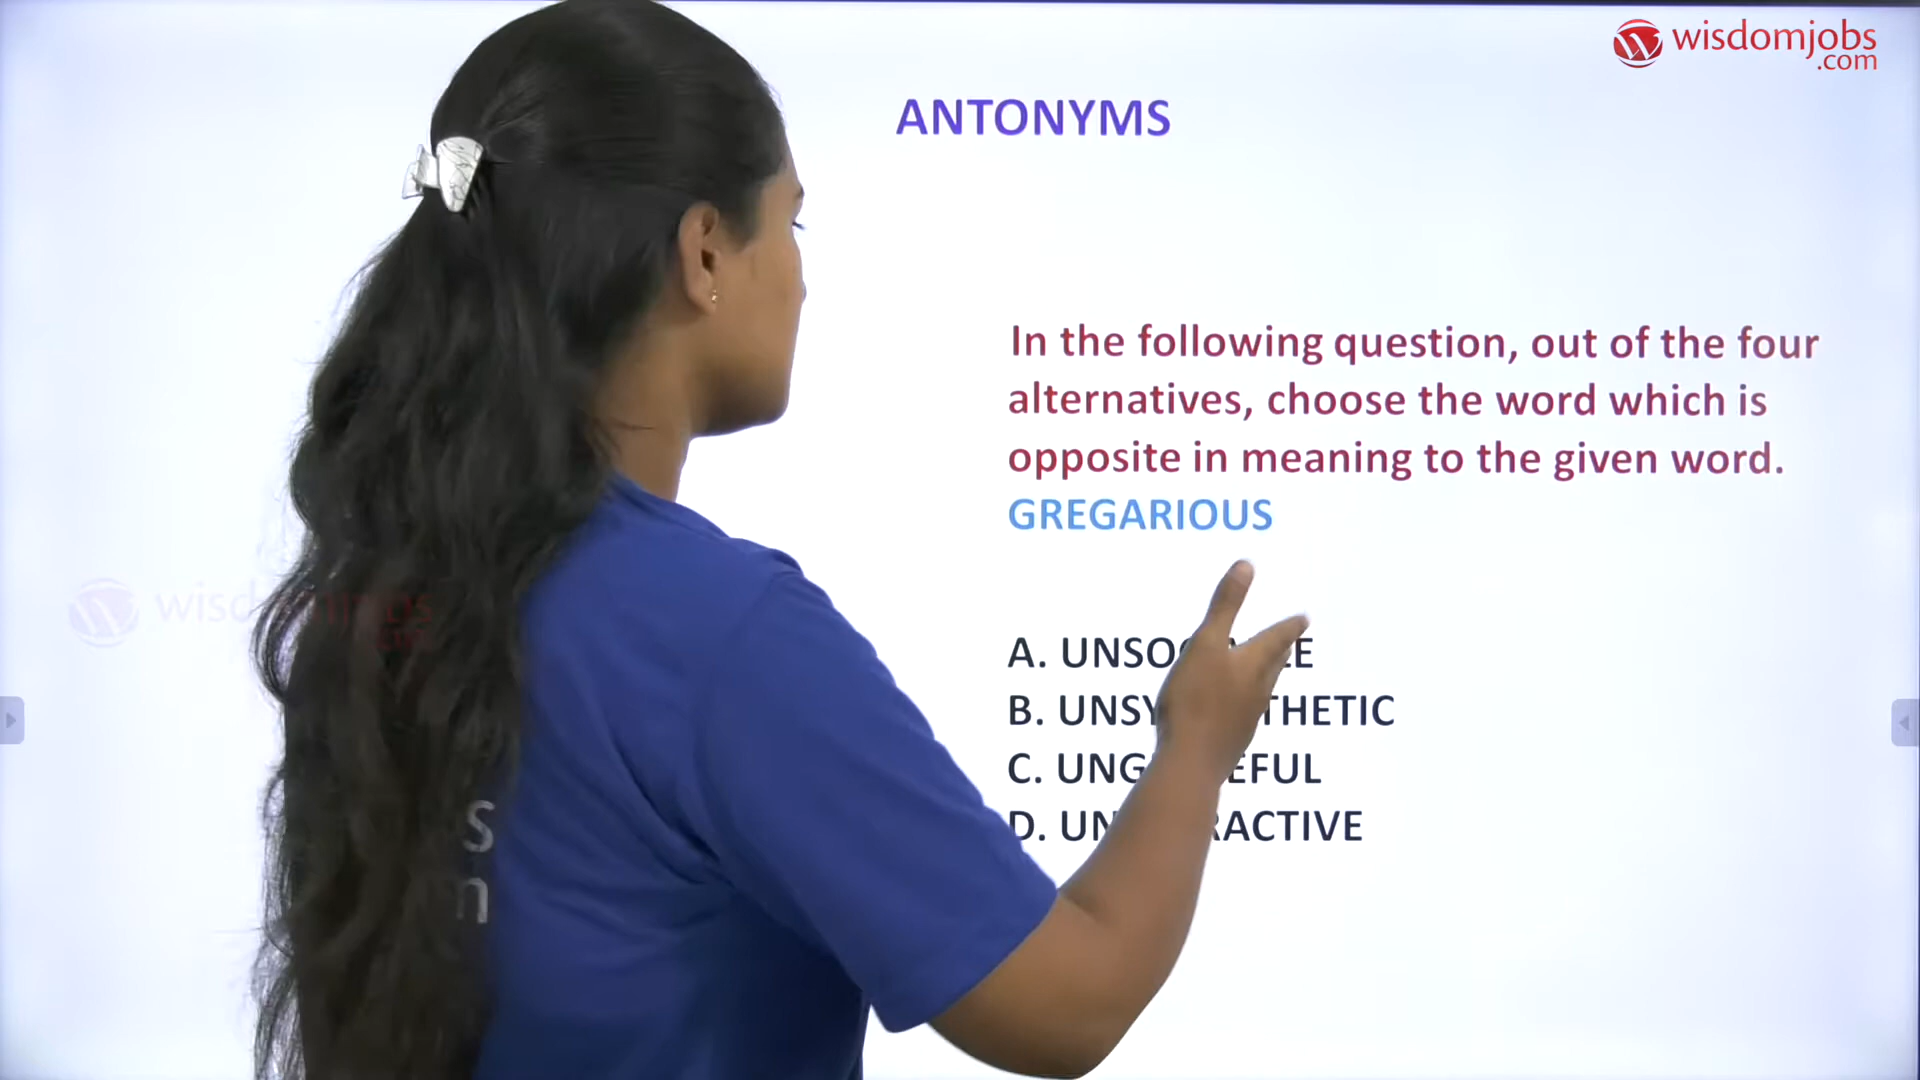 wisdomjobs
.com
ANTONYMS
In the following question, out of the four
alternatives, choose the word which is
opposite in meaning to the given word.
GREGARIOUS
A.
B.
C.
D.